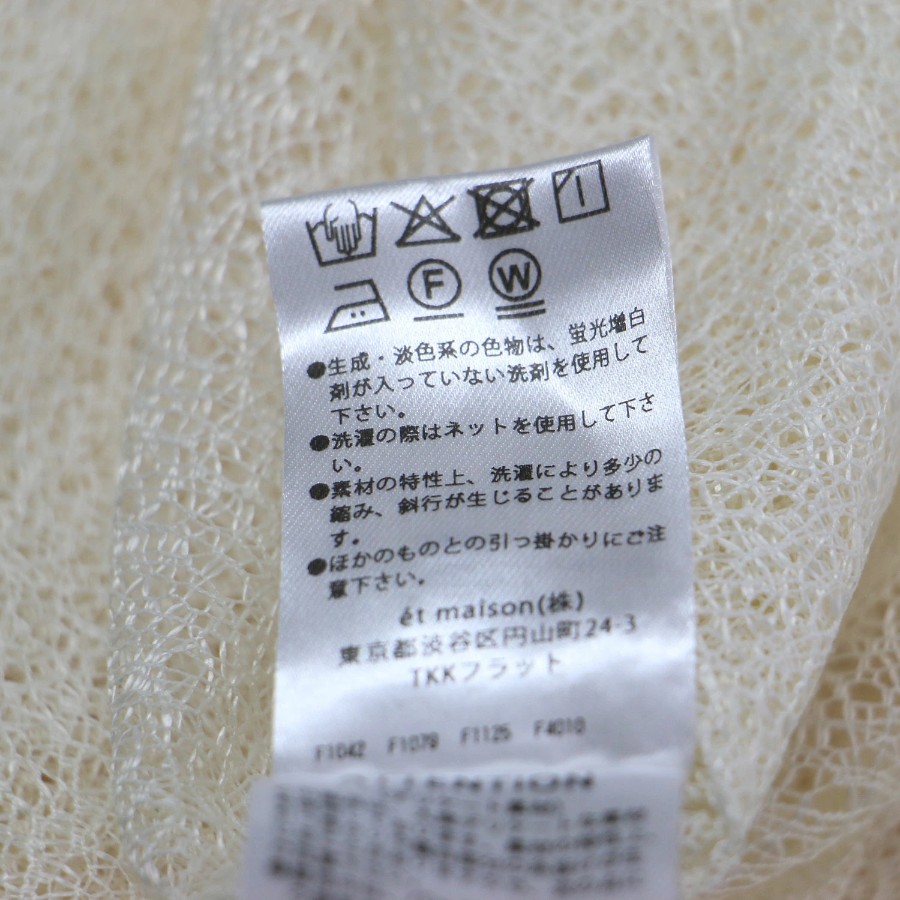 F
W
●生成・淡色系の色物は、蛍光増白
剤が入っていない洗剤を使用して
下さい。
●洗濯の際はネットを使用して下さ
い。
●素材の特性上、洗濯により多少の
縮み、斜行が生じることがありま
す。
●ほかのものとの引っ掛かりにご注
意下さい。
ét maison(株)
東京都渋谷区円山町24-3
IKKフラット
F1042 F1079 F1125 F4010